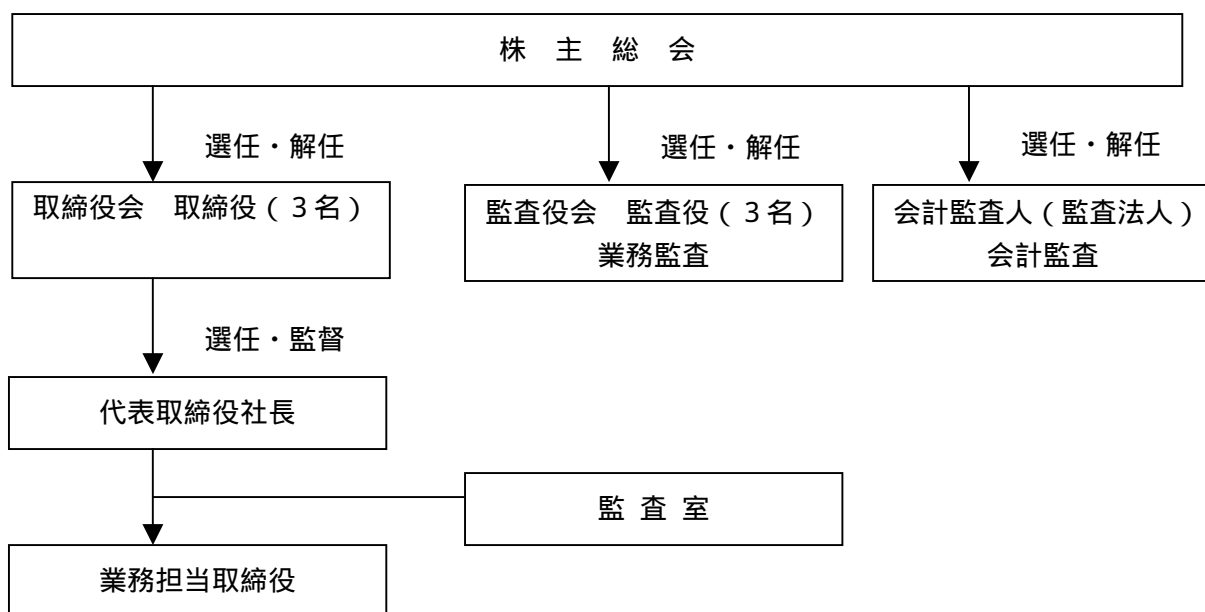 株 主 総 会
選任・解任
選任・解任
選任・解任
取締役会 取締役(3名)
監査役会 監査役(3名)
業務監査
会計監査人(監査法人)
会計監査
選任・監督
代表取締役社長
監 査 室
業務担当取締役